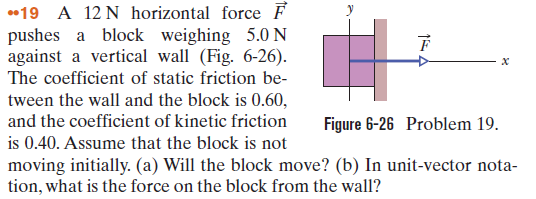 ••19 A 12 N horizontal force F⃗
pushes a block weighing 5.0 N
against a vertical wall (Fig. 6-26).
The coefficient of static friction be-
tween the wall and the block is 0.60,
and the coefficient of kinetic friction
is 0.40. Assume that the block is not
moving initially. (a) Will the block move? (b) In unit-vector nota-
tion, what is the force on the block from the wall?
y
F⃗
x
Figure 6-26 Problem 19.